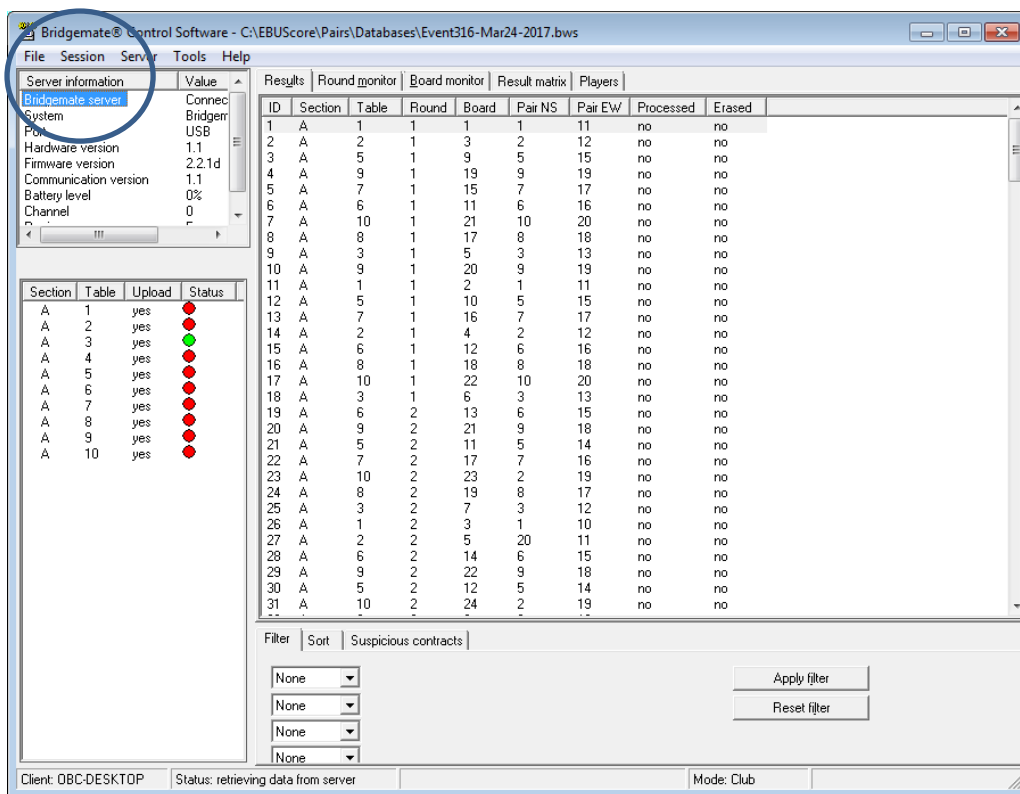 Bridgemate® Control Software - C:\EBUScore\Pairs\Databases\Event316-Mar24-2017.bws
File Session Server Tools Help
Server information Value
Bridgemate server Connec
System Bridgem
Port USB
Hardware version 1.1
Firmware version 2.2.1d
Communication version 1.1
Battery level 0%
Channel 0
Section Table Upload Status
A 1 yes
A 2 yes
A 3 yes
A 4 yes
A 5 yes
A 6 yes
A 7 yes
A 8 yes
A 9 yes
A 10 yes
Results Round monitor Board monitor Result matrix Players
ID Section Table Round Board Pair NS Pair EW Processed Erased
1 A 1 1 1 1 11 no no
2 A 2 1 3 2 12 no no
3 A 5 1 9 5 15 no no
4 A 9 1 19 9 19 no no
5 A 7 1 15 7 17 no no
6 A 6 1 11 6 16 no no
7 A 10 1 21 10 20 no no
8 A 8 1 17 8 18 no no
9 A 3 1 5 3 13 no no
10 A 9 1 20 9 19 no no
11 A 1 1 2 1 11 no no
12 A 5 1 10 5 15 no no
13 A 7 1 16 7 17 no no
14 A 2 1 4 2 12 no no
15 A 6 1 12 6 16 no no
16 A 8 1 18 8 18 no no
17 A 10 1 22 10 20 no no
18 A 3 1 6 3 13 no no
19 A 6 2 13 6 15 no no
20 A 9 2 21 9 18 no no
21 A 5 2 11 5 14 no no
22 A 7 2 17 7 16 no no
23 A 10 2 23 2 19 no no
24 A 8 2 19 8 17 no no
25 A 3 2 7 3 12 no no
26 A 1 2 3 1 10 no no
27 A 2 2 5 20 11 no no
28 A 6 2 14 6 15 no no
29 A 9 2 22 9 18 no no
30 A 5 2 12 5 14 no no
31 A 10 2 24 2 19 no no
Filter Sort Suspicious contracts
None
None
None
None
Apply filter
Reset filter
Client: OBC-DESKTOP Status: retrieving data from server Mode: Club